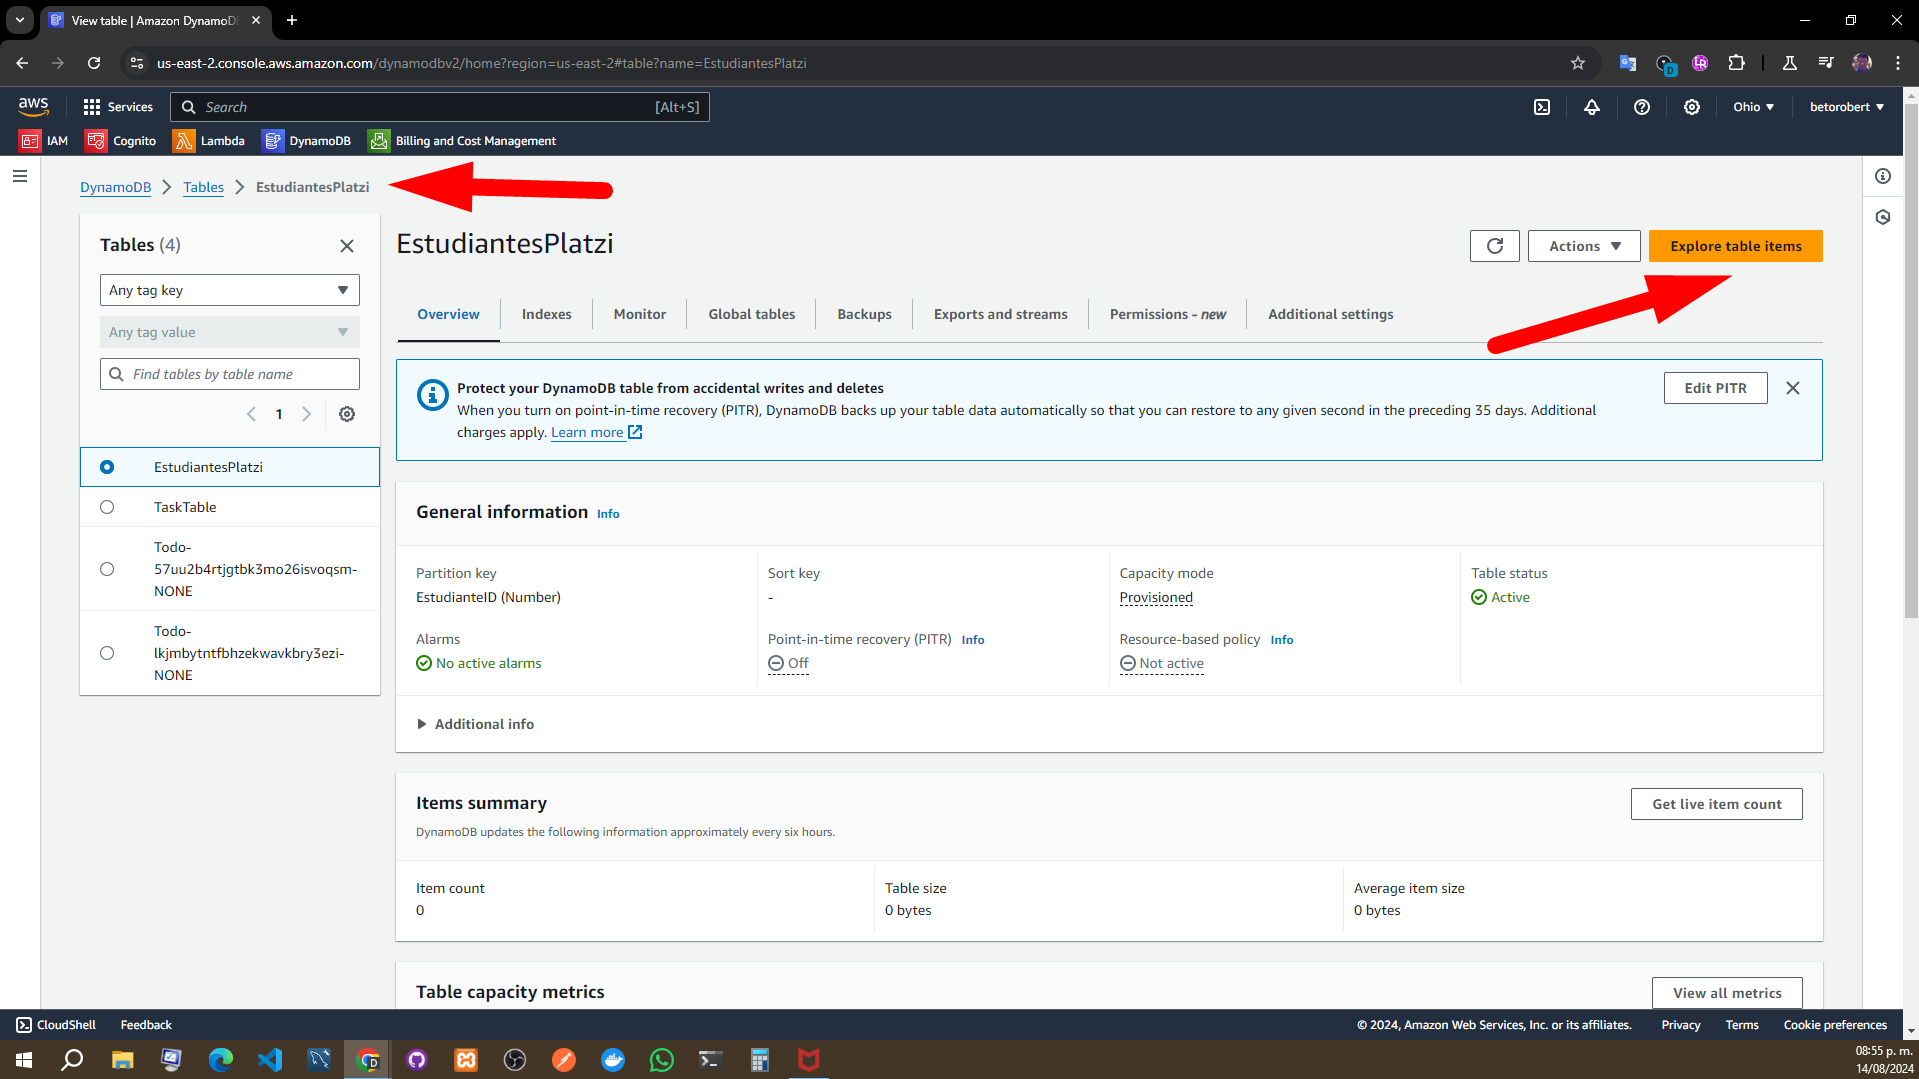 View table | Amazon DynamoD
us-east-2.console.aws.amazon.com/dynamodbv2/home?region=us-east-2#table?name=EstudiantesPlatzi
aws
Services
Search
[Alt+S]
Ohio
betorobert
IAM
Cognito
Lambda
DynamoDB
Billing and Cost Management
DynamoDB
Tables
EstudiantesPlatzi
Tables (4)
Any tag key
Any tag value
Find tables by table name
1
EstudiantesPlatzi
TaskTable
Todo-
57uu2b4rtjgtbk3mo26isvoqsm-
NONE
Todo-
lkjmbytntfbhzekwavkbry3ezi-
NONE
EstudiantesPlatzi
Actions
Explore table items
Overview
Indexes
Monitor
Global tables
Backups
Exports and streams
Permissions - new
Additional settings
Protect your DynamoDB table from accidental writes and deletes
When you turn on point-in-time recovery (PITR), DynamoDB backs up your table data automatically so that you can restore to any given second in the preceding 35 days. Additional
charges apply. Learn more
Edit PITR
General information Info
Partition key
EstudianteID (Number)
Sort key
-
Capacity mode
Provisioned
Table status
Active
Alarms
No active alarms
Point-in-time recovery (PITR) Info
Off
Resource-based policy Info
Not active
Additional info
Items summary
DynamoDB updates the following information approximately every six hours.
Get live item count
Item count
0
Table size
0 bytes
Average item size
0 bytes
Table capacity metrics
View all metrics
CloudShell
Feedback
© 2024, Amazon Web Services, Inc. or its affiliates.
Privacy
Terms
Cookie preferences
08:55 p. m.
14/08/2024